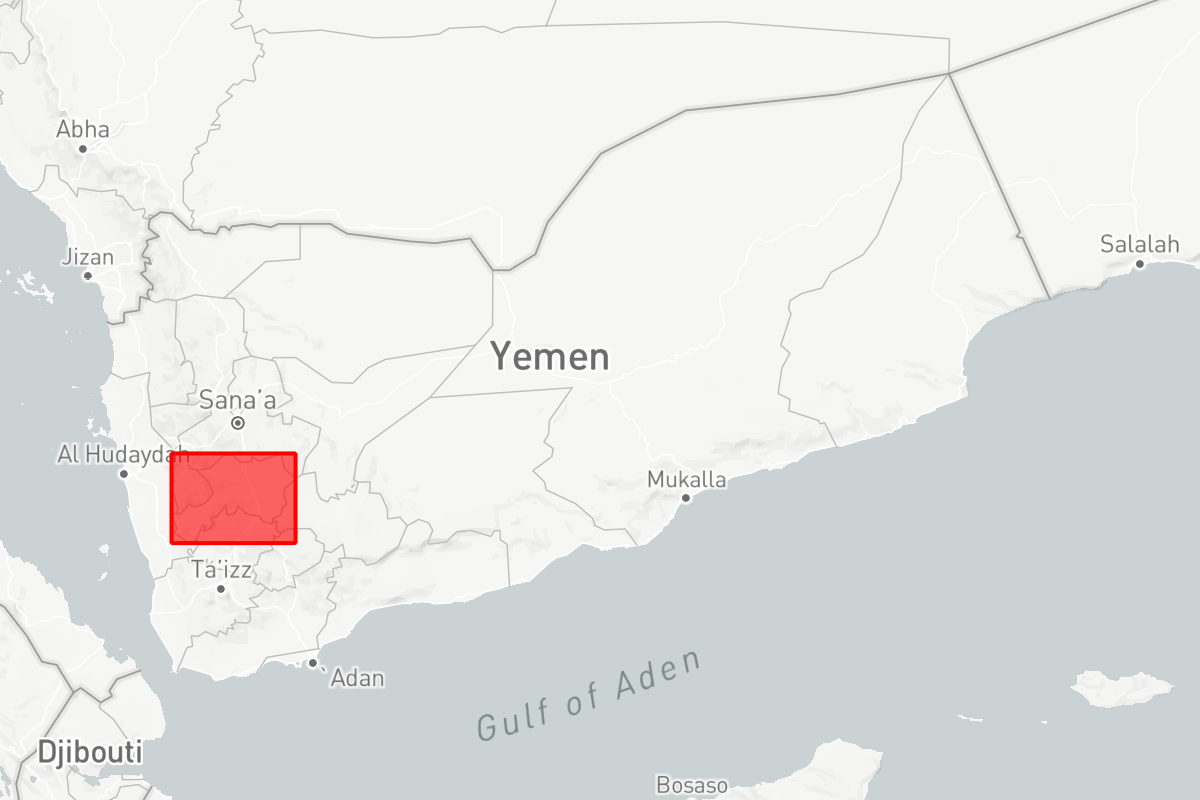 Abha
Jizan
Salalah
Yemen
Sana’a
Al Hudaydah
Mukalla
Ta’izz
`Adan
Gulf of Aden
Djibouti
Bosaso